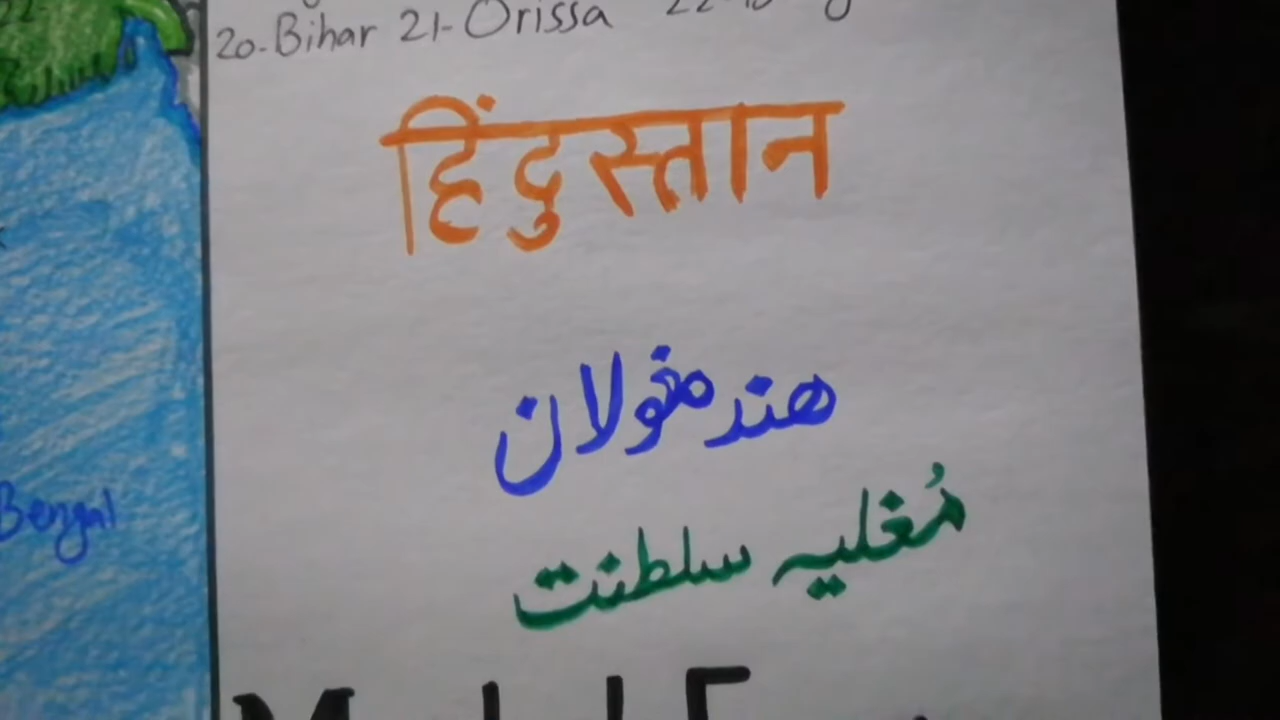 20-Bihar 21-Orissa
हिंदुस्तान
هندمغولان
مُغلیہ سلطنت
Bengal